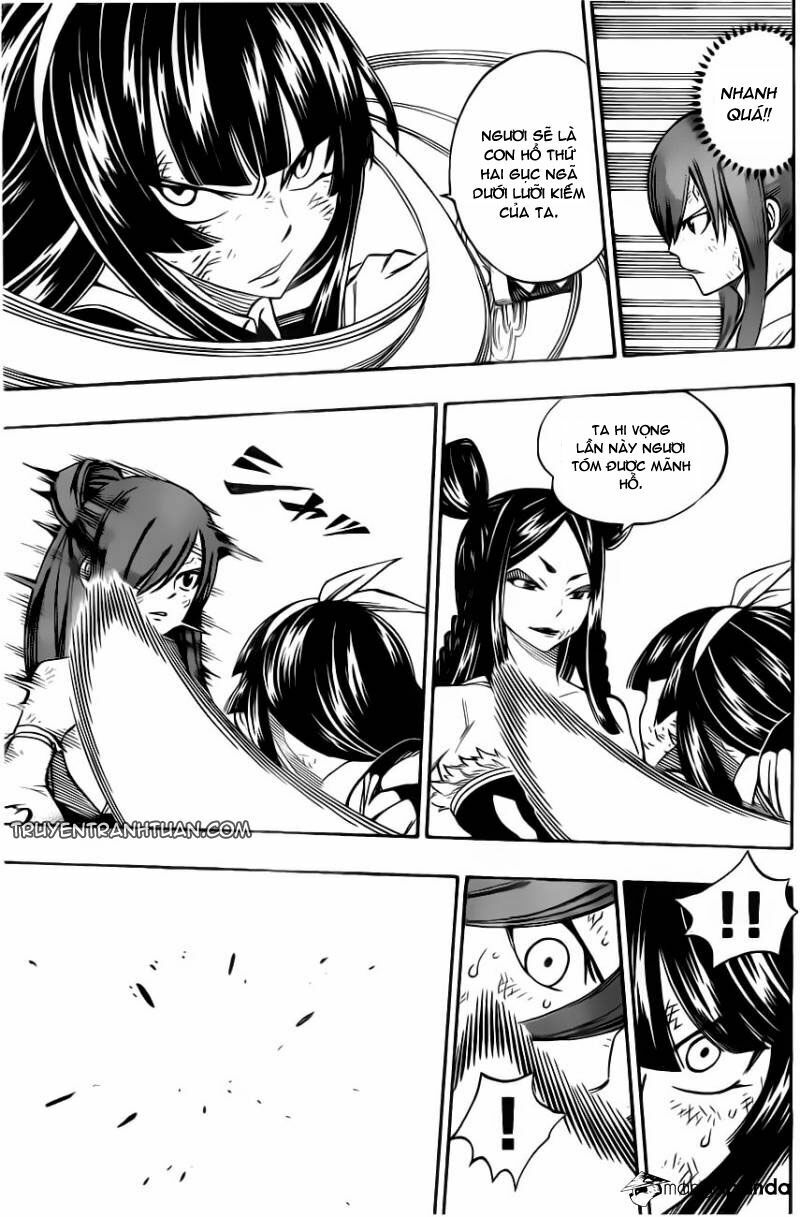 NHANH
QUÁ!!
NGƯƠI SẼ LÀ
CON HỒ THỨ
HAI GỤC NGÃ
DƯỚI LƯỠI KIẾM
CỦA TA.
TA HI VỌNG
LẦN NÀY NGƯƠI
TÓM ĐƯỢC MÃNH
HỔ.
TRUYENTRANHTUAN.COM
!!
!